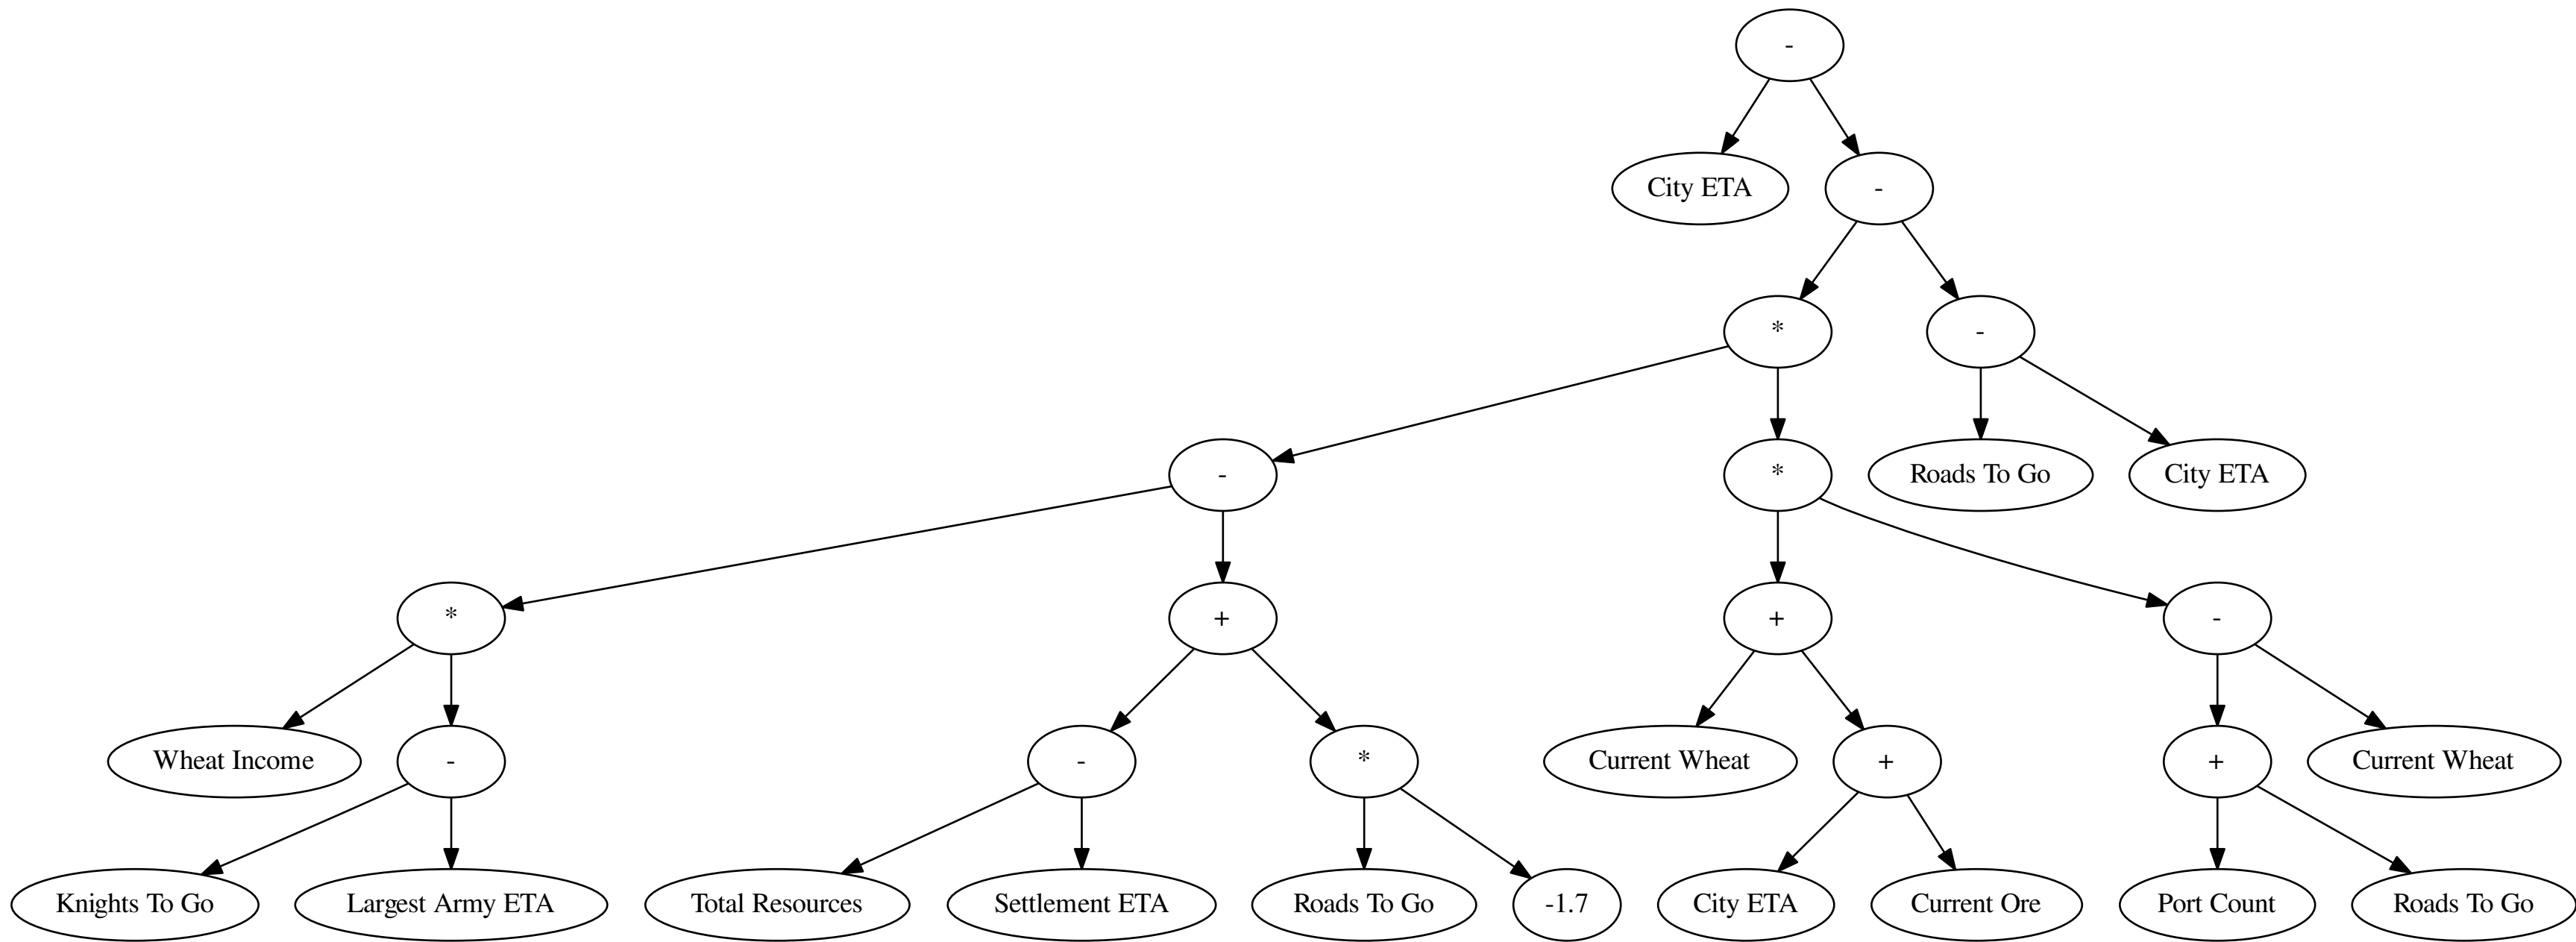 -
City ETA
-
*
-
-
*
Roads To Go
City ETA
*
+
+
-
Wheat Income
-
-
*
Current Wheat
+
+
Current Wheat
Knights To Go
Largest Army ETA
Total Resources
Settlement ETA
Roads To Go
-1.7
City ETA
Current Ore
Port Count
Roads To Go